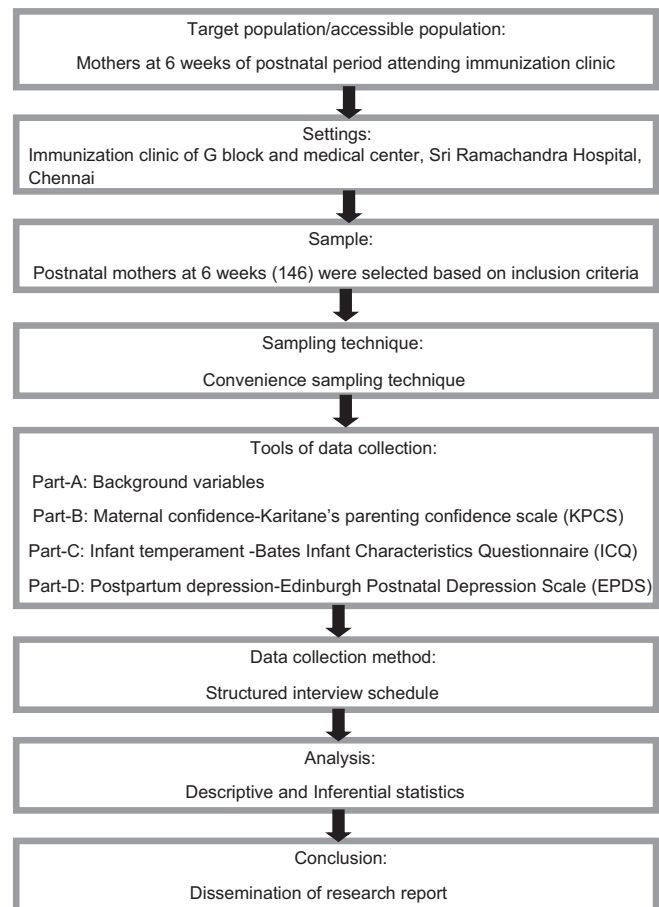 Target population/accessible population:
Mothers at 6 weeks of postnatal period attending immunization clinic
Settings:
Immunization clinic of G block and medical center, Sri Ramachandra Hospital,
Chennai
Sample:
Postnatal mothers at 6 weeks (146) were selected based on inclusion criteria
Sampling technique:
Convenience sampling technique
Tools of data collection:
Part-A: Background variables
Part-B: Maternal confidence-Karitane's parenting confidence scale (KPCS)
Part-C: Infant temperament -Bates Infant Characteristics Questionnaire (ICQ)
Part-D: Postpartum depression-Edinburgh Postnatal Depression Scale (EPDS)
Data collection method:
Structured interview schedule
Analysis:
Descriptive and Inferential statistics
Conclusion:
Dissemination of research report